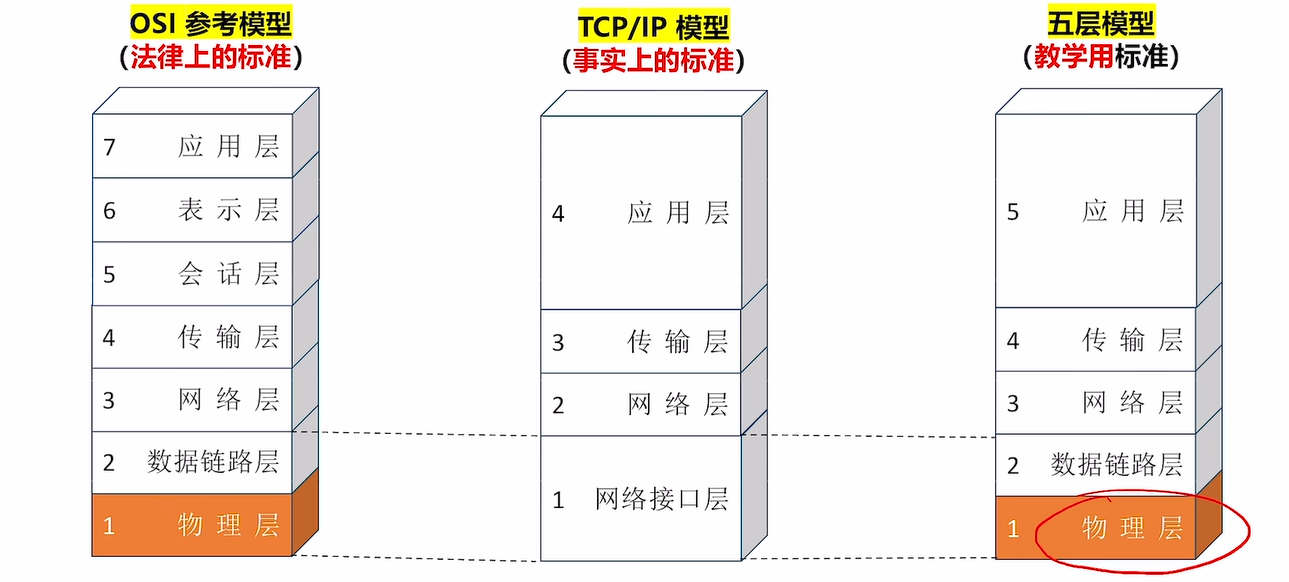 OSI 参考模型
（法律上的标准）
7 应用层
6 表示层
5 会话层
4 传输层
3 网络层
2 数据链路层
1 物理层
TCP/IP 模型
（事实上的标准）
4 应用层
3 传输层
2 网络层
1 网络接口层
五层模型
（教学用标准）
5 应用层
4 传输层
3 网络层
2 数据链路层
1 物理层